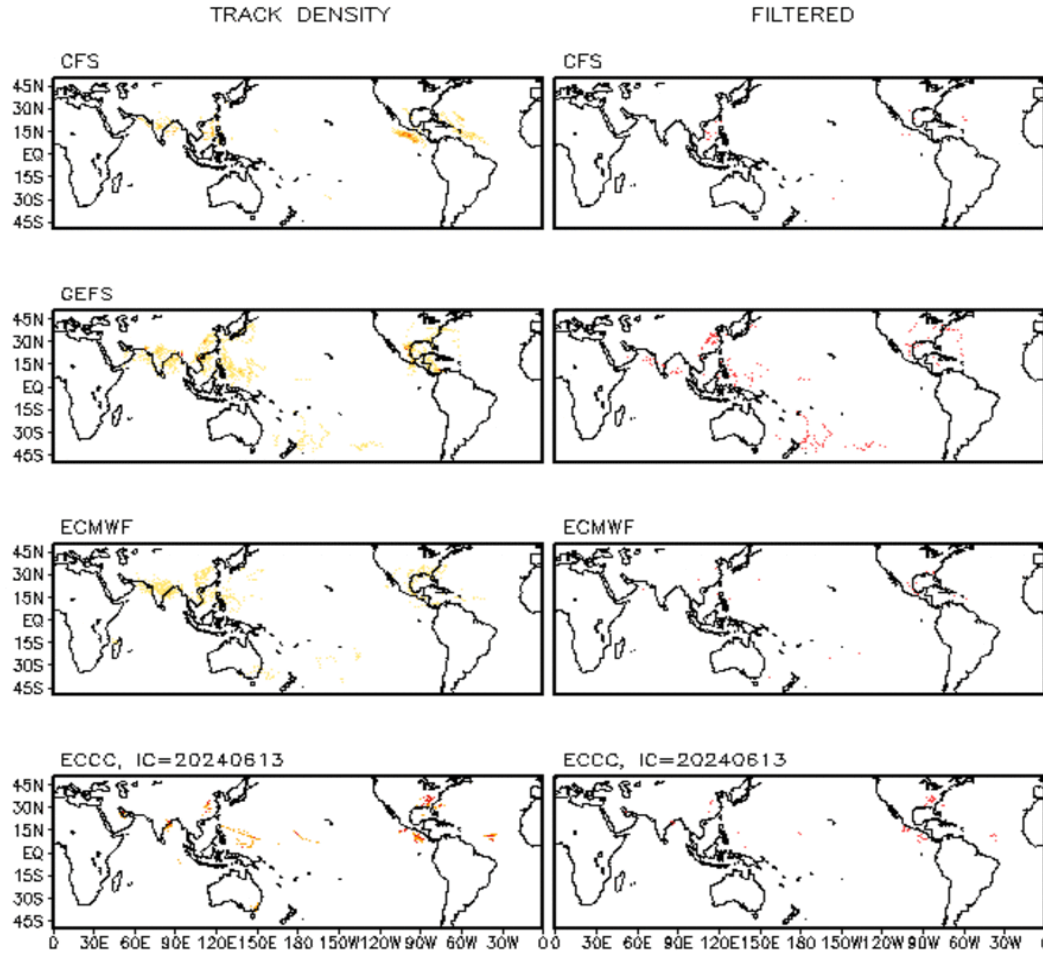 TRACK DENSITY FILTERED
CFS CFS
45N
30N
15N
EQ
15S
30S
45S
GEFS
45N
30N
15N
EQ
15S
30S
45S
ECMWF ECMWF
45N
30N
15N
EQ
15S
30S
45S
ECCC, IC=20240613 ECCC, IC=20240613
45N
30N
15N
EQ
15S
30S
45S
0 30E 60E 90E 120E 150E 180 150W 120W 90W 60W 30W 0 30E 60E 90E 120E 150E 180 150W 120W 90W 60W 30W